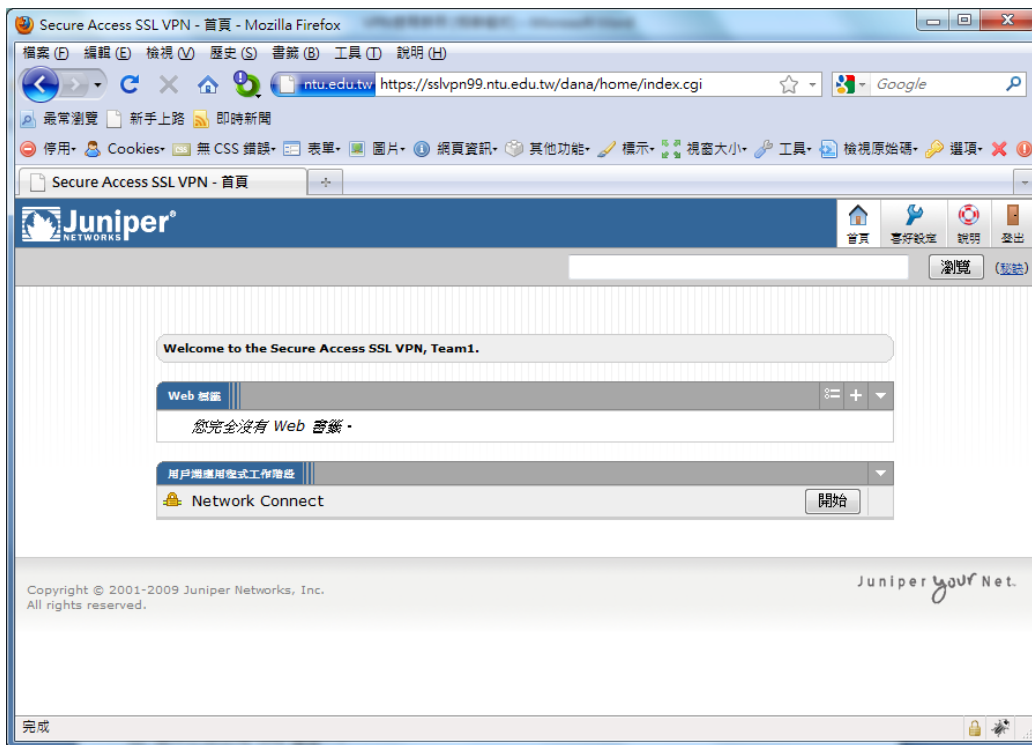 Secure Access SSL VPN - 首頁 - Mozilla Firefox
檔案(F) 編輯(E) 檢視(V) 歷史(S) 書籤(B) 工具(T) 說明(H)
ntu.edu.tw https://sslvpn99.ntu.edu.tw/dana/home/index.cgi Google
最常瀏覽 新手上路 即時新聞
停用 Cookies 無 CSS 錯誤 表單 圖片 網頁資訊 其他功能 標示 視窗大小 工具 檢視原始碼 選項
Secure Access SSL VPN - 首頁
Juniper®
NETWORKS
首頁 喜好設定 說明 登出
瀏覽 (秘訣)
Welcome to the Secure Access SSL VPN, Team1.
Web 書籤
您完全沒有 Web 書籤。
用戶端應用程式工作階段
Network Connect 開始
Copyright © 2001-2009 Juniper Networks, Inc.
All rights reserved.
Juniper your Net.
完成